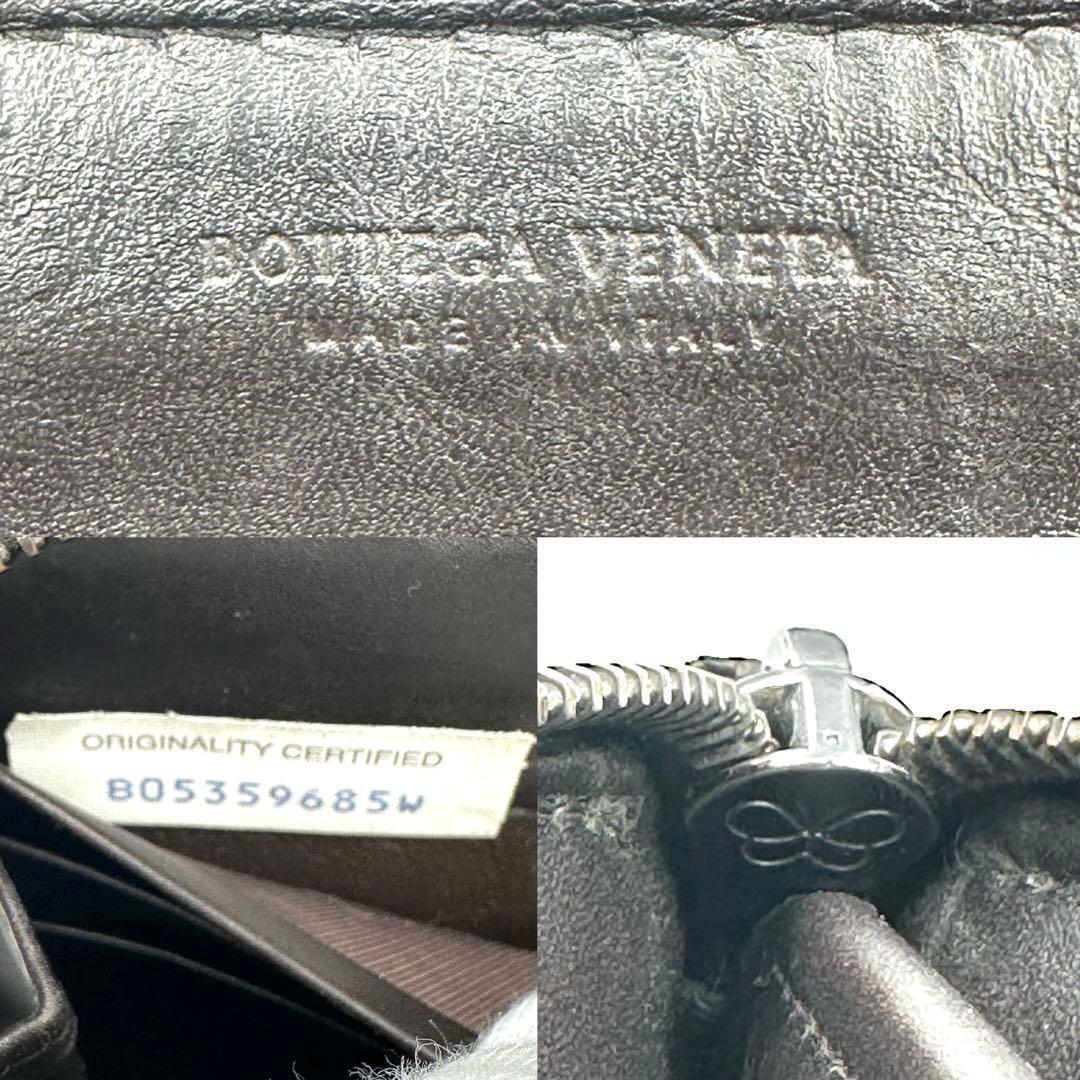 BOTTEGA VENETA
MADE IN ITALY
ORIGINALITY CERTIFIED
B05359685W